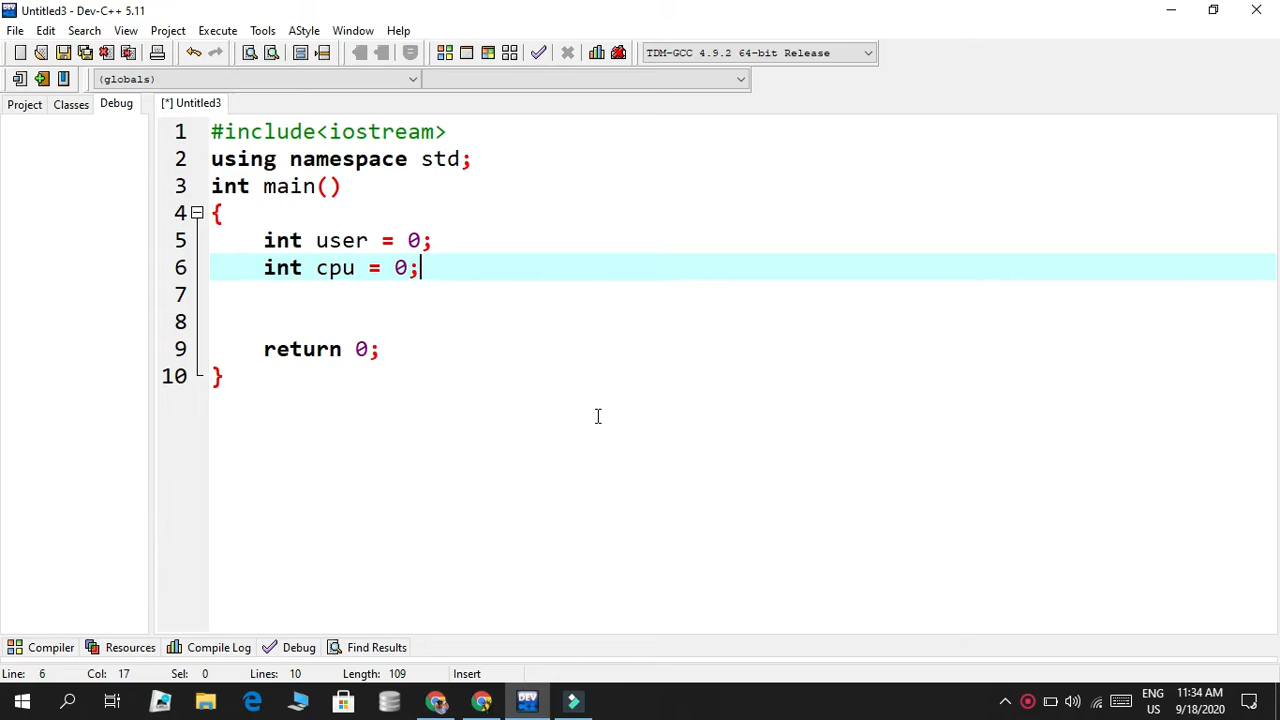 Untitled3 - Dev-C++ 5.11
File Edit Search View Project Execute Tools AStyle Window Help
TDM-GCC 4.9.2 64-bit Release
(globals)
Project Classes Debug [*] Untitled3
1 #include<iostream>
2 using namespace std;
3 int main()
4 {
5 int user = 0;
6 int cpu = 0;
7
8
9 return 0;
10 }
Compiler Resources Compile Log Debug Find Results
Line: 6 Col: 17 Sel: 0 Lines: 10 Length: 109 Insert
DEV
ENG 11:34 AM
US 9/18/2020